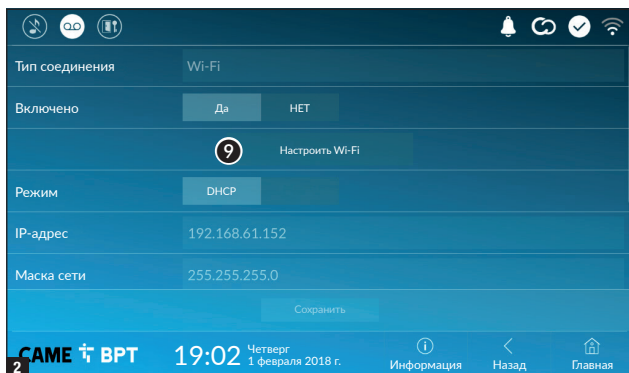 Тип соединения Wi-Fi
Включено Да НЕТ
9 Настроить Wi-Fi
Режим DHCP
IP-адрес 192.168.61.152
Маска сети 255.255.255.0
Сохранить
2 CAME BPT 19:02 Четверг
1 февраля 2018 г.
Информация Назад Главная